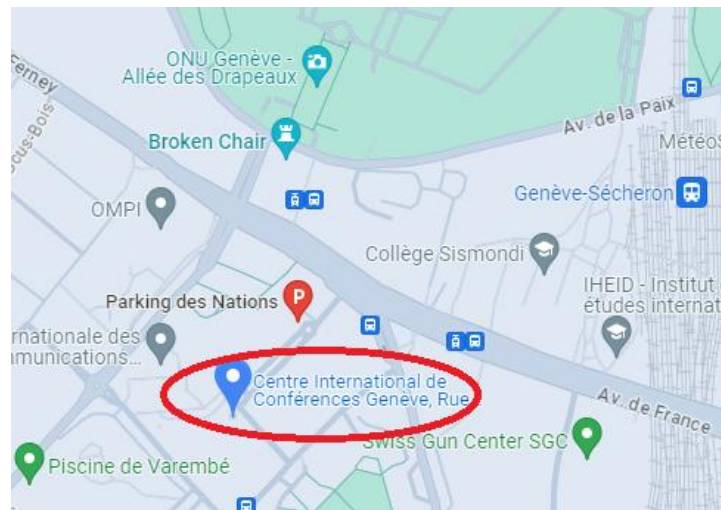 ONU Genève -
Allée des Drapeaux
Ferney
Av. de la Paix
Broken Chair
Météo
Genève-Sécheron
OMPI
Collège Sismondi
IHEID - Institut
études internat
Parking des Nations
P
rnationale des
mmunications...
Centre International de
Conférences Genève, Rue
Av. de France
Swiss Gun Center SGC
Piscine de Varembé